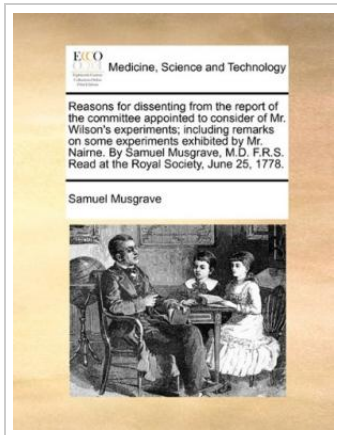 ECCO
Medicine, Science and Technology
Reasons for dissenting from the report of
the committee appointed to consider of Mr.
Wilson's experiments; including remarks
on some experiments exhibited by Mr.
Nairne. By Samuel Musgrave, M.D. F.R.S.
Read at the Royal Society, June 25, 1778.
Samuel Musgrave